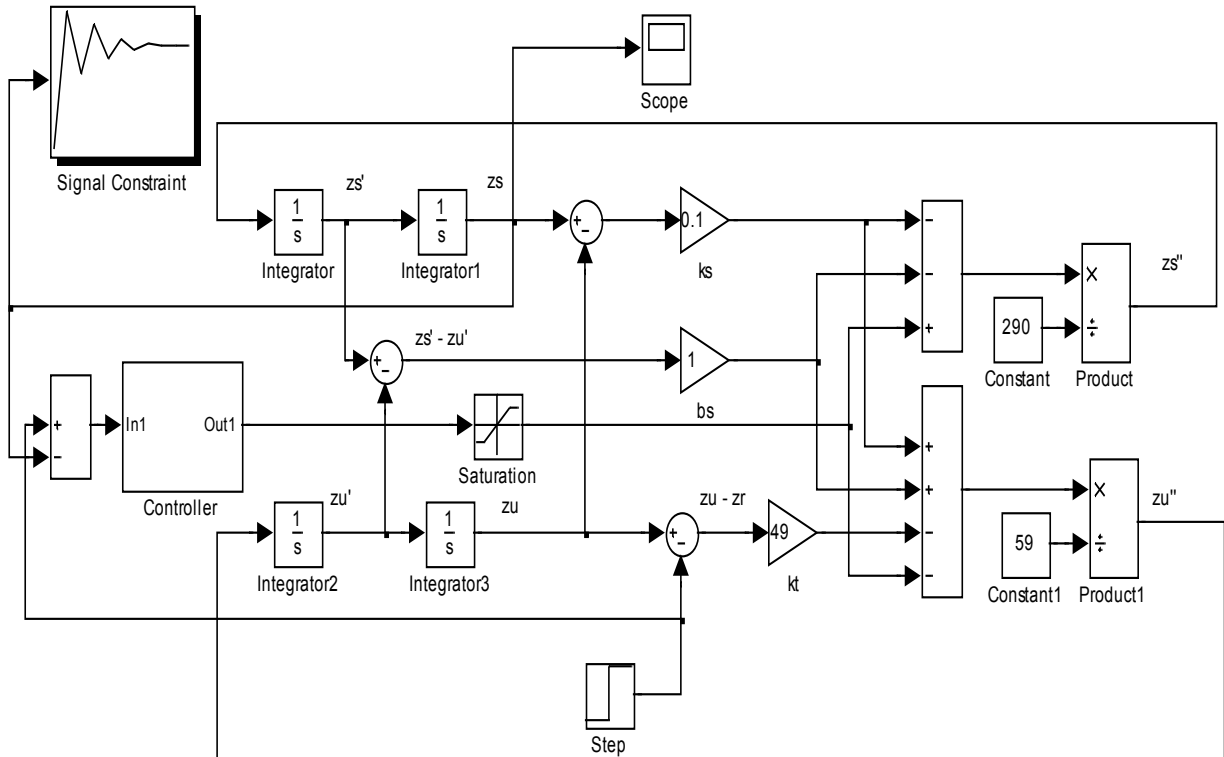 Scope
Signal Constraint
zs'
zs
1
s
Integrator
1
s
Integrator1
+
−
0.1
ks
−
−
+
×
÷
zs''
290
Constant
Product
zs' - zu'
+
−
1
bs
+
−
In1
Out1
Controller
Saturation
+
+
−
−
×
÷
zu''
59
Constant1
Product1
zu'
zu
1
s
Integrator2
1
s
Integrator3
zu - zr
+
−
49
kt
Step